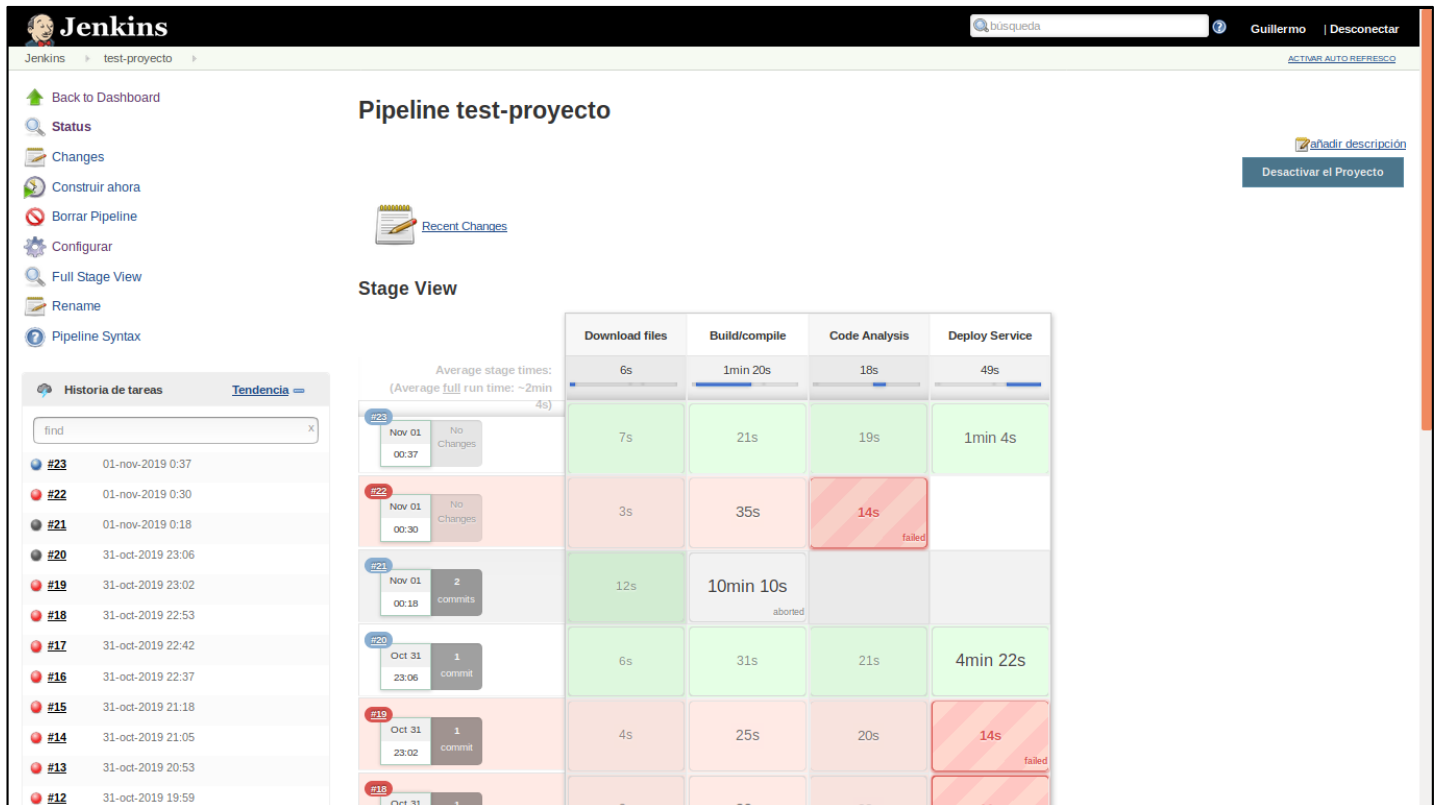 Jenkins
búsqueda
Guillermo | Desconectar
Jenkins test-proyecto
ACTIVAR AUTO REFRESCO
Back to Dashboard
Status
Changes
Construir ahora
Borrar Pipeline
Configurar
Full Stage View
Rename
Pipeline Syntax
Historia de tareas Tendencia
find x
#23 01-nov-2019 0:37
#22 01-nov-2019 0:30
#21 01-nov-2019 0:18
#20 31-oct-2019 23:06
#19 31-oct-2019 23:02
#18 31-oct-2019 22:53
#17 31-oct-2019 22:42
#16 31-oct-2019 22:37
#15 31-oct-2019 21:18
#14 31-oct-2019 21:05
#13 31-oct-2019 20:53
#12 31-oct-2019 19:59
Pipeline test-proyecto
añadir descripción
Desactivar el Proyecto
Recent Changes
Stage View
Download files Build/compile Code Analysis Deploy Service
Average stage times:
(Average full run time: ~2min
4s)
6s 1min 20s 18s 49s
#23
Nov 01
00:37
No
Changes
7s 21s 19s 1min 4s
#22
Nov 01
00:30
No
Changes
3s 35s 14s
failed
#21
Nov 01
00:18
2
commits
12s 10min 10s
aborted
#20
Oct 31
23:06
1
commit
6s 31s 21s 4min 22s
#19
Oct 31
23:02
1
commit
4s 25s 20s 14s
failed
#18
Oct 31
1